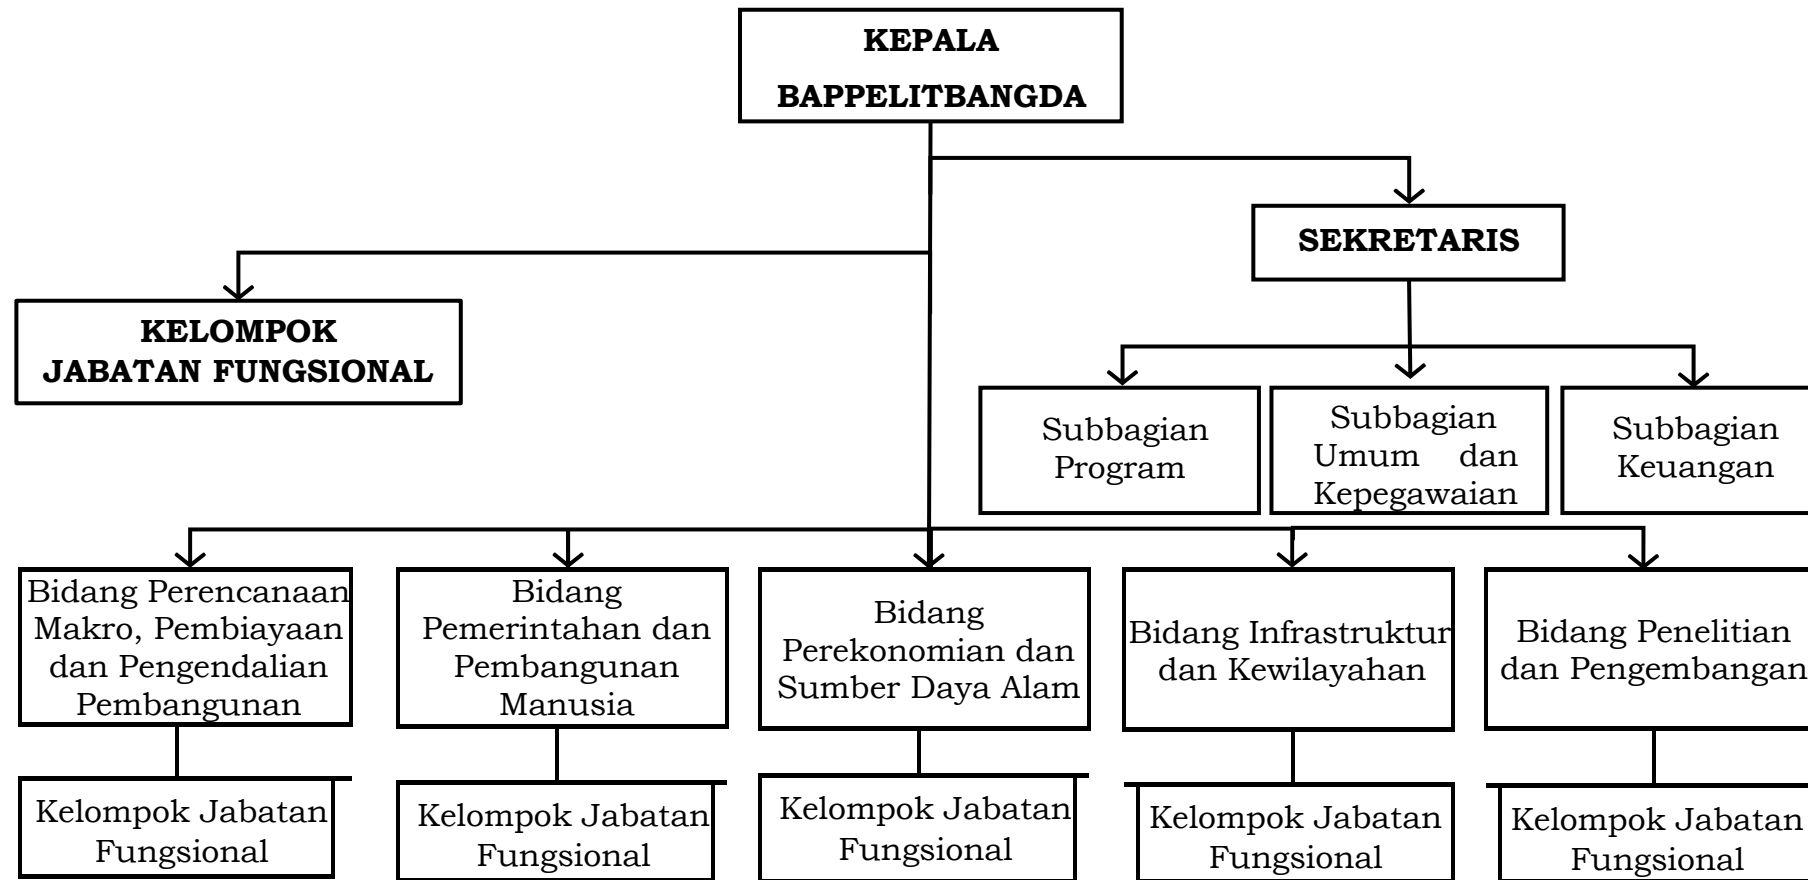 KEPALA
BAPPELITBANGDA
SEKRETARIS
KELOMPOK
JABATAN FUNGSIONAL
Subbagian
Program
Subbagian
Umum dan
Kepegawaian
Subbagian
Keuangan
Bidang Perencanaan
Makro, Pembiayaan
dan Pengendalian
Pembangunan
Bidang
Pemerintahan dan
Pembangunan
Manusia
Bidang
Perekonomian dan
Sumber Daya Alam
Bidang Infrastruktur
dan Kewilayahan
Bidang Penelitian
dan Pengembangan
Kelompok Jabatan
Fungsional
Kelompok Jabatan
Fungsional
Kelompok Jabatan
Fungsional
Kelompok Jabatan
Fungsional
Kelompok Jabatan
Fungsional